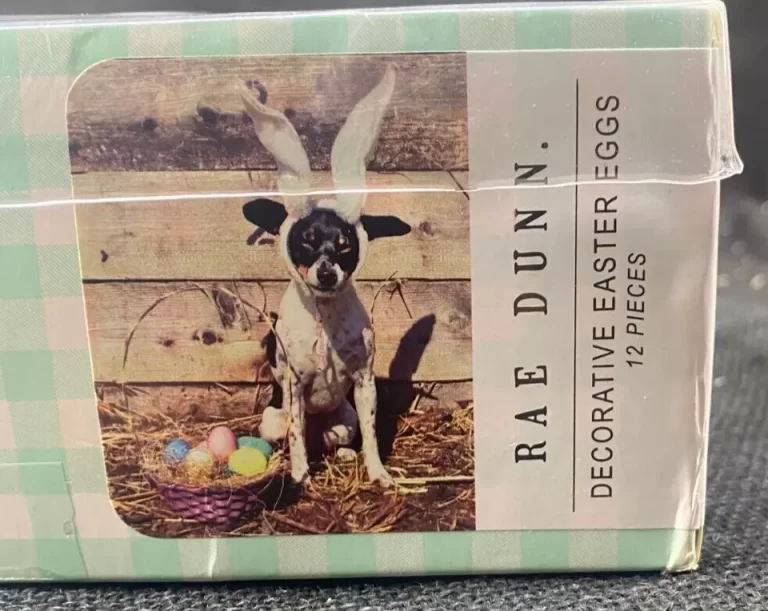 RAE DUNN.
DECORATIVE EASTER EGGS
12 PIECES